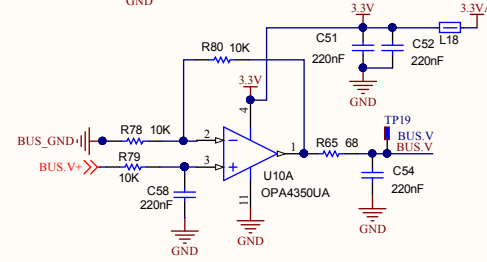 GND
3.3V
3.3VA
R80 10K
C51
C52
L18
220nF
220nF
3.3V
GND
4
TP19
R78 10K
2
BUS_GND
1
R65 68
BUS.V
BUS.V
R79
3
BUS.V+
10K
U10A
C58
OPA4350UA
C54
220nF
220nF
11
GND
GND
GND